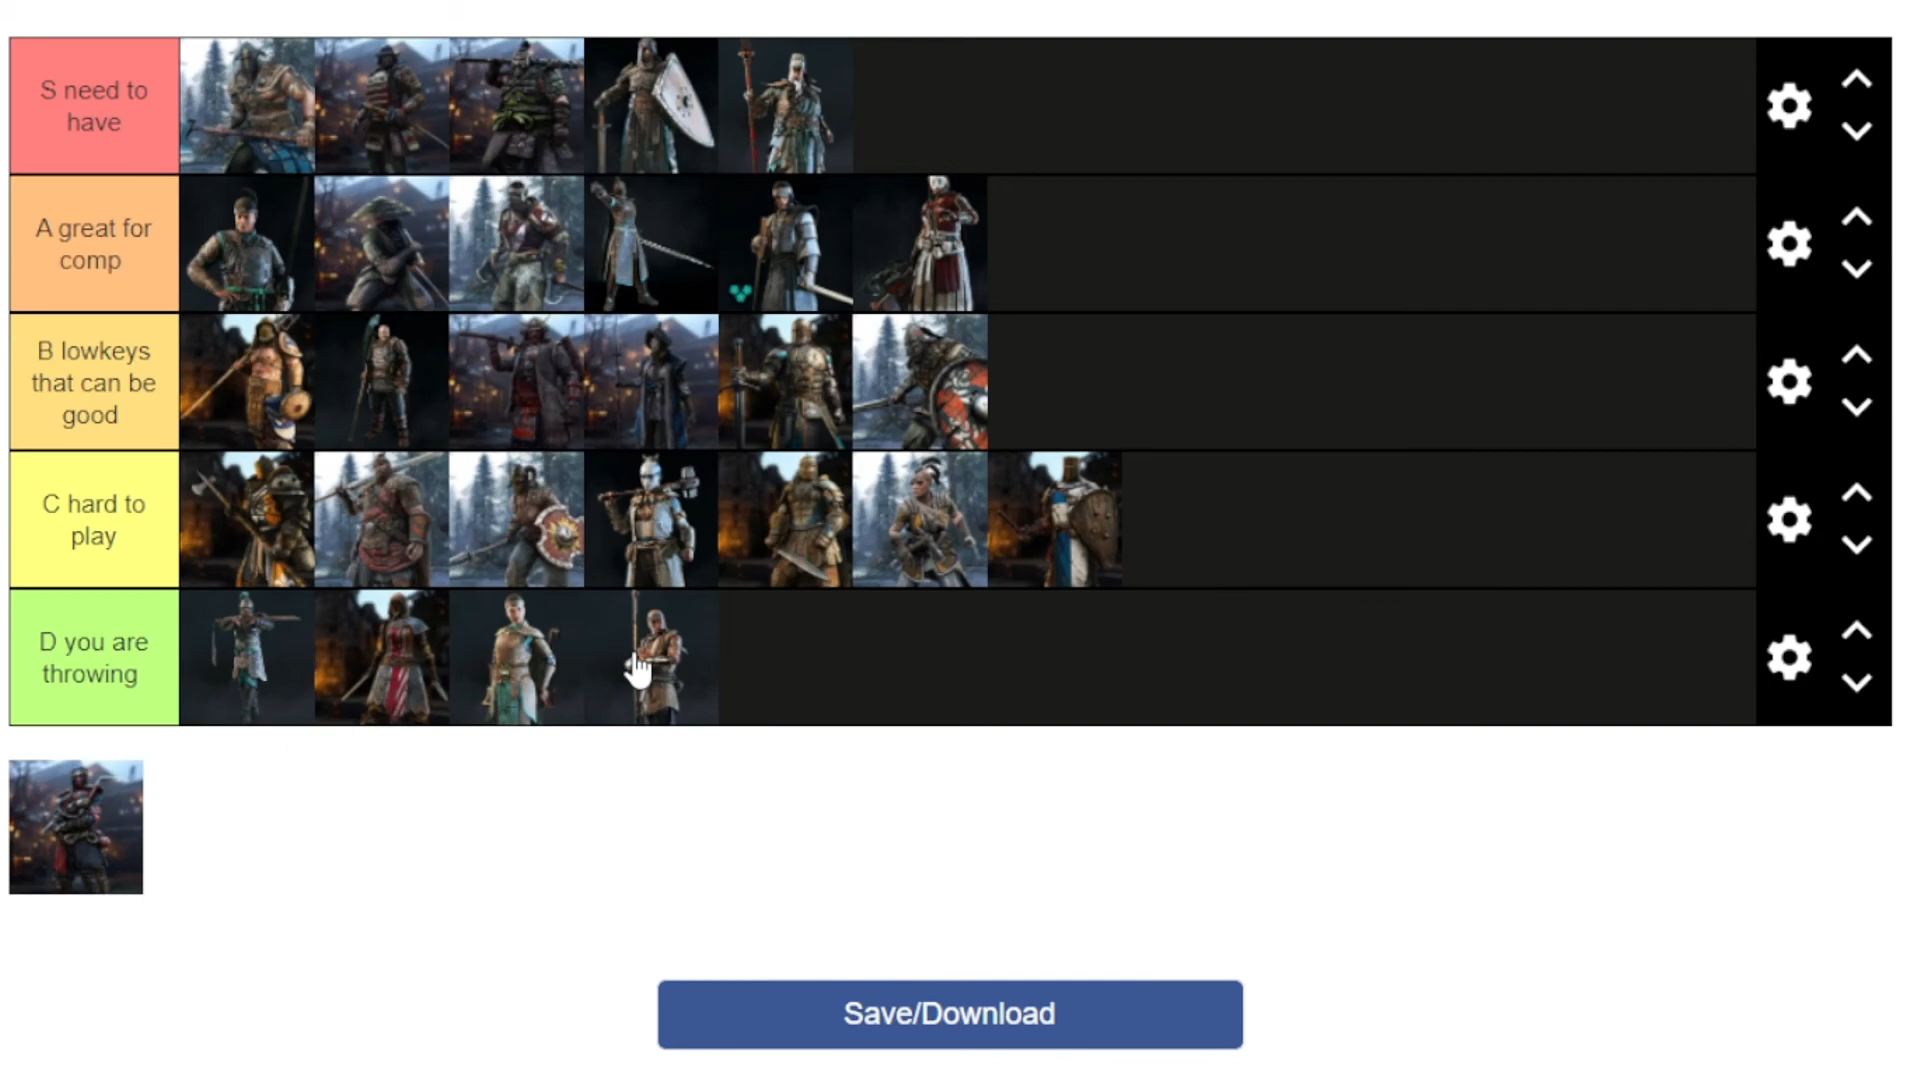 S need to
have
A great for
comp
B lowkeys
that can be
good
C hard to
play
D you are
throwing
Save/Download